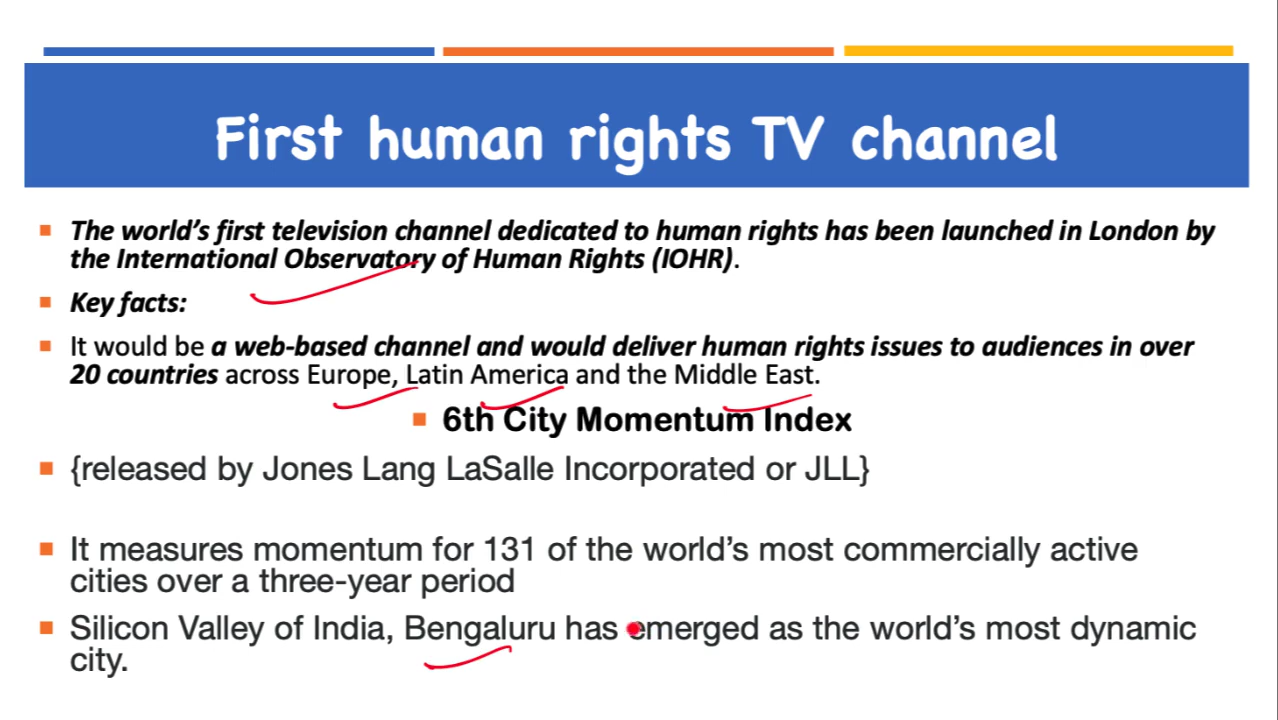 First human rights TV channel
The world's first television channel dedicated to human rights has been launched in London by
the International Observatory of Human Rights (IOHR).
Key facts:
It would be a web-based channel and would deliver human rights issues to audiences in over
20 countries across Europe, Latin America and the Middle East.
6th City Momentum Index
{released by Jones Lang LaSalle Incorporated or JLL}
It measures momentum for 131 of the world's most commercially active
cities over a three-year period
Silicon Valley of India, Bengaluru has emerged as the world's most dynamic
city.